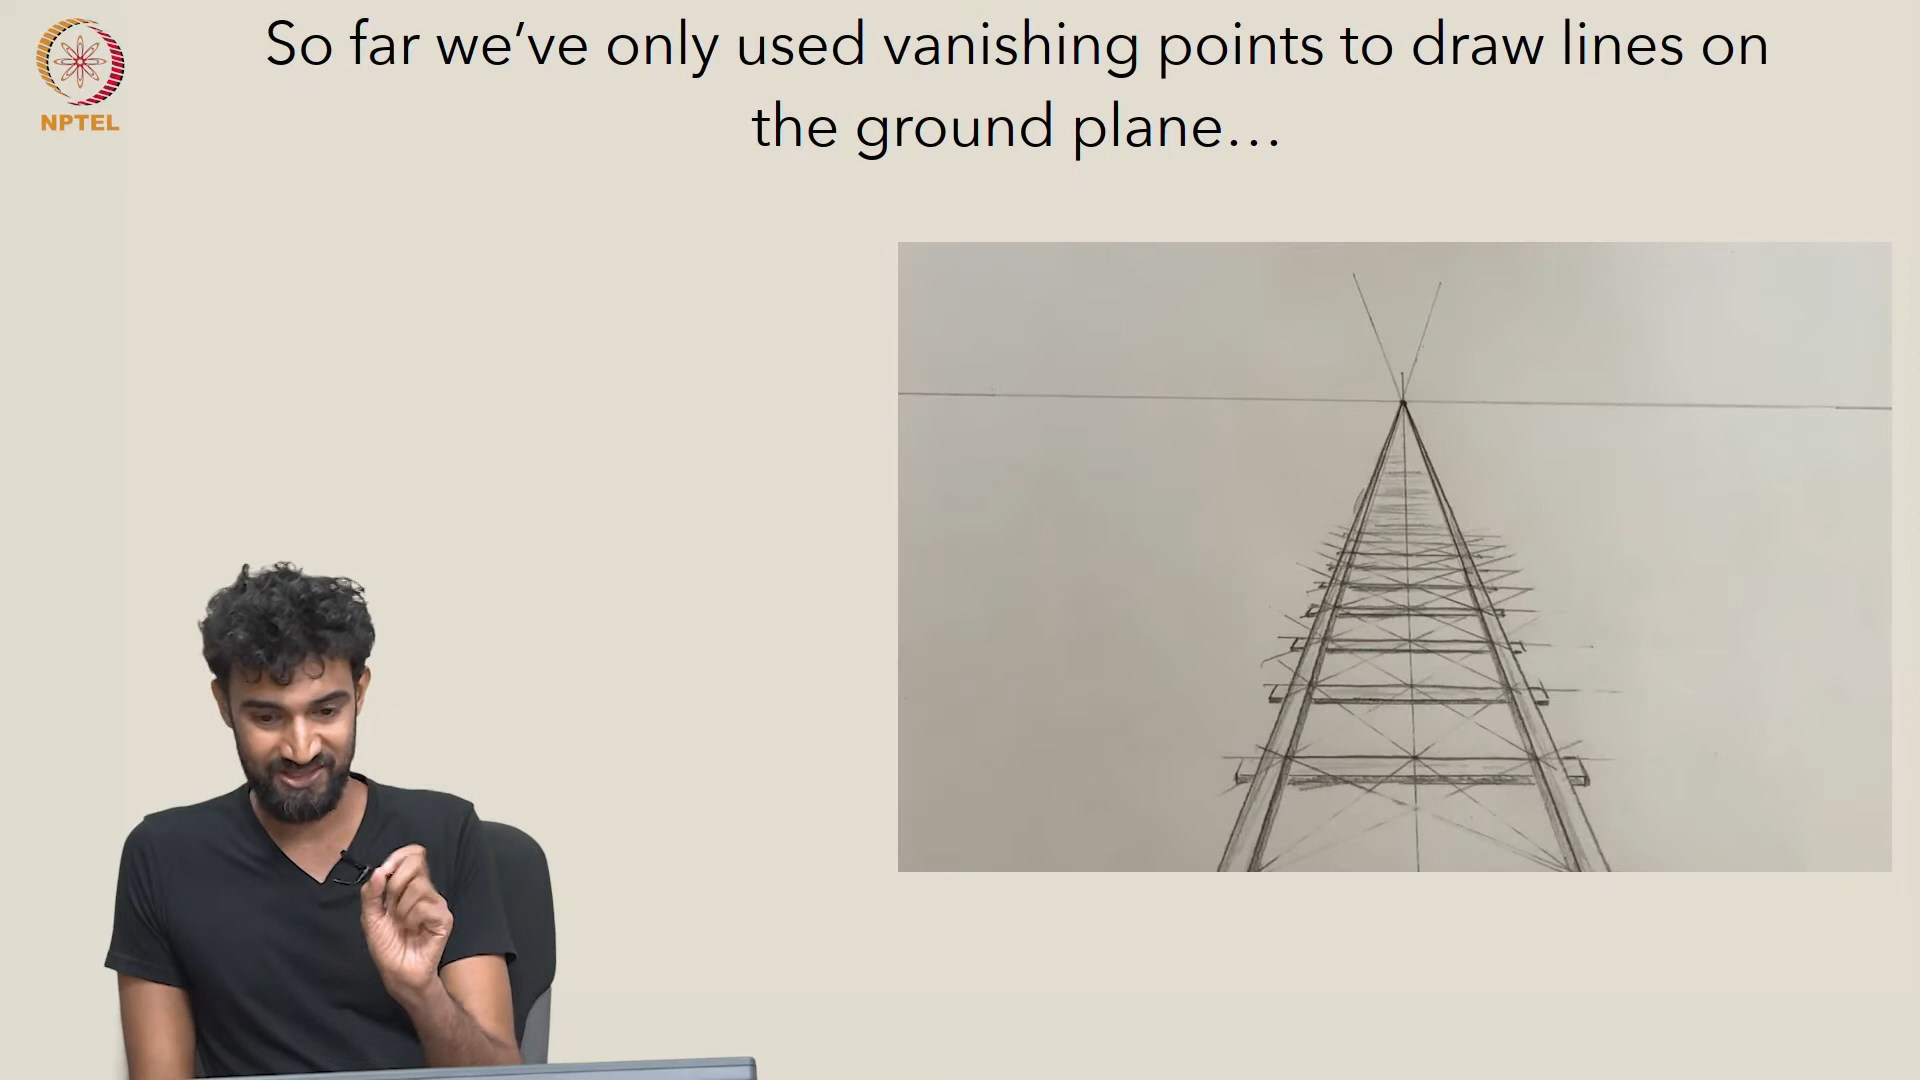 So far we’ve only used vanishing points to draw lines on
the ground plane…
NPTEL